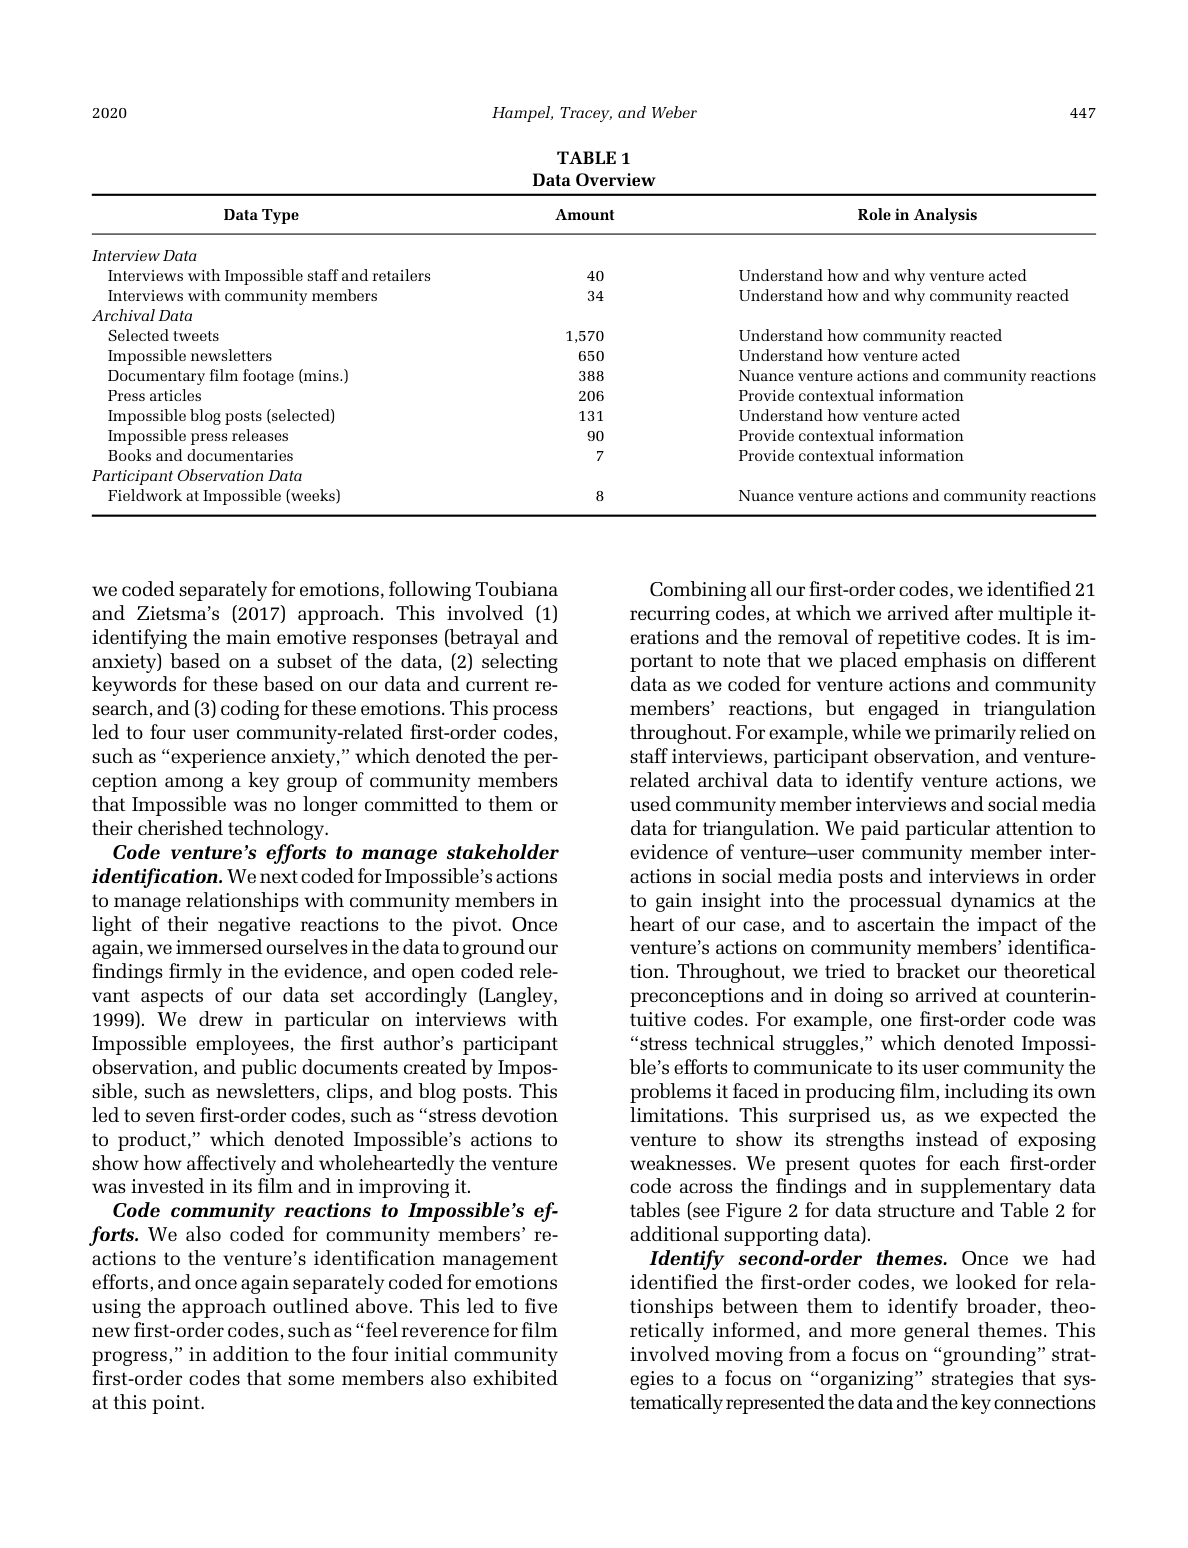 2020 Hampel, Tracey, and Weber 447
TABLE 1
Data Overview
Data Type Amount Role in Analysis
Interview Data
Interviews with Impossible staff and retailers 40 Understand how and why venture acted
Interviews with community members 34 Understand how and why community reacted
Archival Data
Selected tweets 1,570 Understand how community reacted
Impossible newsletters 650 Understand how venture acted
Documentary film footage (mins.) 388 Nuance venture actions and community reactions
Press articles 206 Provide contextual information
Impossible blog posts (selected) 131 Understand how venture acted
Impossible press releases 90 Provide contextual information
Books and documentaries 7 Provide contextual information
Participant Observation Data
Fieldwork at Impossible (weeks) 8 Nuance venture actions and community reactions
we coded separately for emotions, following Toubiana
and Zietsma's (2017) approach. This involved (1)
identifying the main emotive responses (betrayal and
anxiety) based on a subset of the data, (2) selecting
keywords for these based on our data and current re-
search, and (3) coding for these emotions. This process
led to four user community-related first-order codes,
such as “experience anxiety,” which denoted the per-
ception among a key group of community members
that Impossible was no longer committed to them or
their cherished technology.
Code venture's efforts to manage stakeholder
identification. We next coded for Impossible's actions
to manage relationships with community members in
light of their negative reactions to the pivot. Once
again, we immersed ourselves in the data to ground our
findings firmly in the evidence, and open coded rele-
vant aspects of our data set accordingly (Langley,
1999). We drew in particular on interviews with
Impossible employees, the first author's participant
observation, and public documents created by Impos-
sible, such as newsletters, clips, and blog posts. This
led to seven first-order codes, such as “stress devotion
to product,” which denoted Impossible's actions to
show how affectively and wholeheartedly the venture
was invested in its film and in improving it.
Code community reactions to Impossible's ef-
forts. We also coded for community members' re-
actions to the venture's identification management
efforts, and once again separately coded for emotions
using the approach outlined above. This led to five
new first-order codes, such as “feel reverence for film
progress,” in addition to the four initial community
first-order codes that some members also exhibited
at this point.
Combining all our first-order codes, we identified 21
recurring codes, at which we arrived after multiple it-
erations and the removal of repetitive codes. It is im-
portant to note that we placed emphasis on different
data as we coded for venture actions and community
members' reactions, but engaged in triangulation
throughout. For example, while we primarily relied on
staff interviews, participant observation, and venture-
related archival data to identify venture actions, we
used community member interviews and social media
data for triangulation. We paid particular attention to
evidence of venture–user community member inter-
actions in social media posts and interviews in order
to gain insight into the processual dynamics at the
heart of our case, and to ascertain the impact of the
venture's actions on community members' identifica-
tion. Throughout, we tried to bracket our theoretical
preconceptions and in doing so arrived at counterin-
tuitive codes. For example, one first-order code was
“stress technical struggles,” which denoted Impossi-
ble's efforts to communicate to its user community the
problems it faced in producing film, including its own
limitations. This surprised us, as we expected the
venture to show its strengths instead of exposing
weaknesses. We present quotes for each first-order
code across the findings and in supplementary data
tables (see Figure 2 for data structure and Table 2 for
additional supporting data).
Identify second-order themes. Once we had
identified the first-order codes, we looked for rela-
tionships between them to identify broader, theo-
retically informed, and more general themes. This
involved moving from a focus on “grounding” strat-
egies to a focus on “organizing” strategies that sys-
tematically represented the data and the key connections